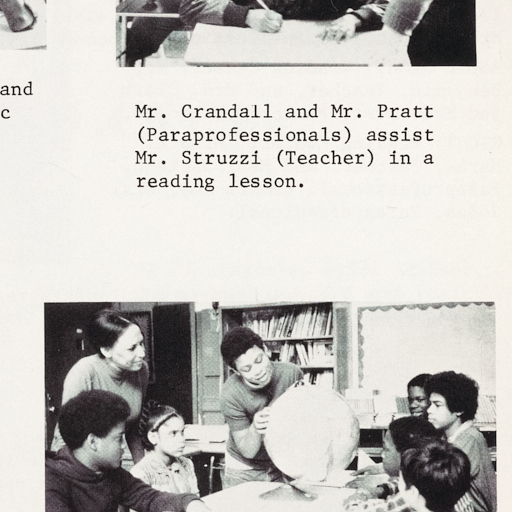 and
c
Mr. Crandall and Mr. Pratt
(Paraprofessionals) assist
Mr. Struzzi (Teacher) in a
reading lesson.